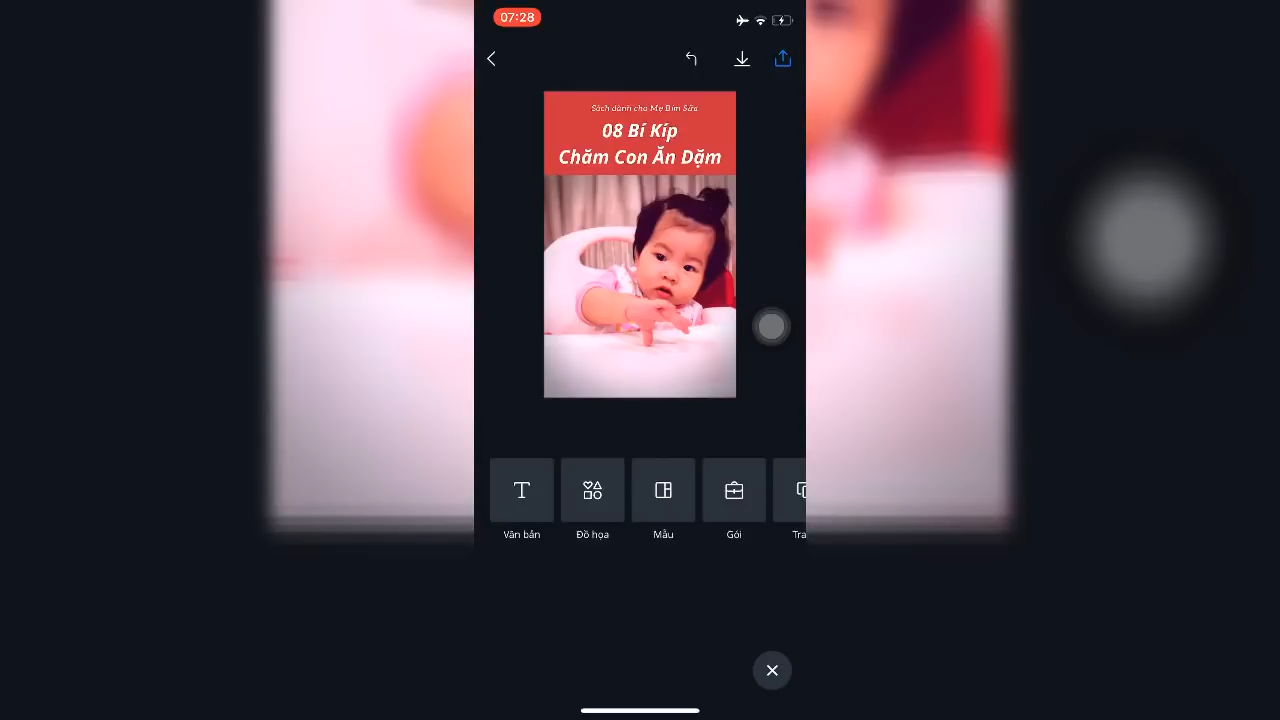 07:28
Sách dành cho Mẹ Bỉm Sữa
08 Bí Kíp
Chăm Con Ăn Dặm
Văn bản
Đồ họa
Mẫu
Gói
Tra